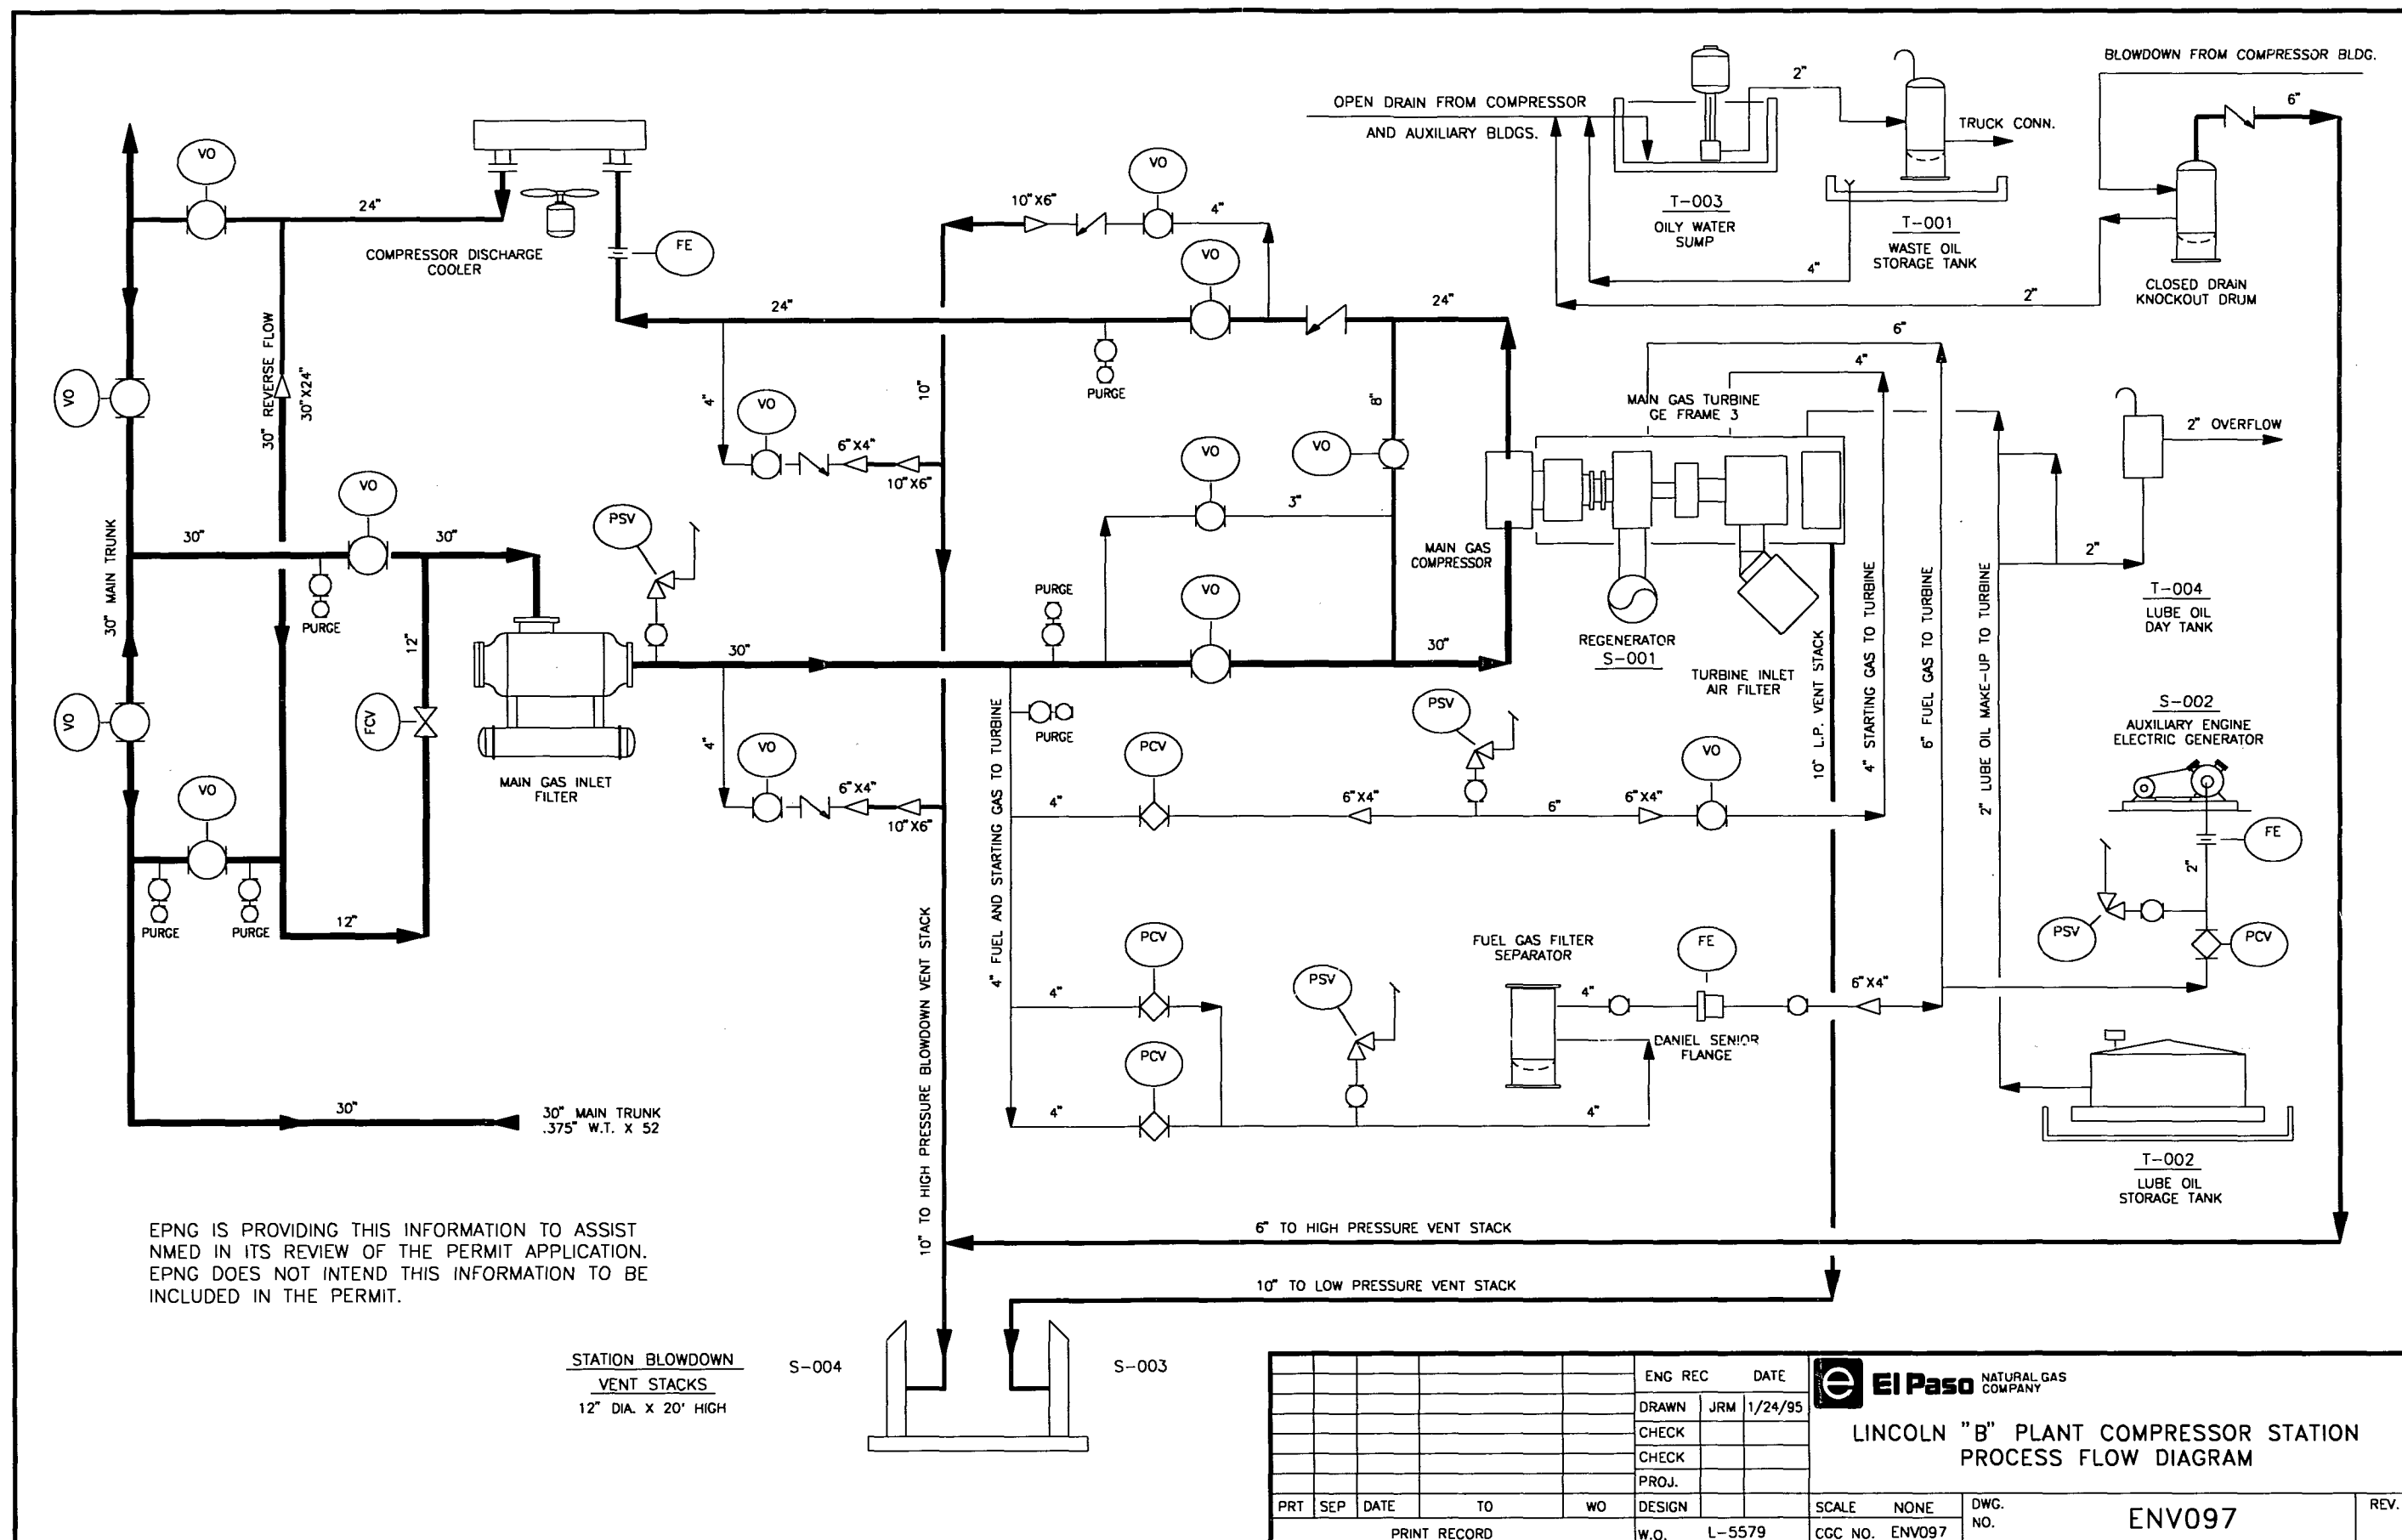 BLOWDOWN FROM COMPRESSOR BLDG.
6"
2"
OPEN DRAIN FROM COMPRESSOR
AND AUXILIARY BLDGS.
TRUCK CONN.
T-003
OILY WATER
SUMP
T-001
WASTE OIL
STORAGE TANK
4"
2"
CLOSED DRAIN
KNOCKOUT DRUM
VO
24"
COMPRESSOR DISCHARGE
COOLER
FE
10"X6"
VO
4"
VO
24"
24"
PURGE
10"
4"
VO
6"X4"
10"X6"
8"
VO
VO
3"
30" REVERSE FLOW
30"X24"
VO
30" MAIN TRUNK
VO
30"
30"
PURGE
12"
FCV
VO
VO
PURGE
PURGE
12"
PSV
MAIN GAS INLET
FILTER
30"
4"
VO
6"X4"
10"X6"
PURGE
VO
30"
MAIN GAS
COMPRESSOR
MAIN GAS TURBINE
GE FRAME 3
6"
4"
REGENERATOR
S-001
TURBINE INLET
AIR FILTER
10" L.P. VENT STACK
4" STARTING GAS TO TURBINE
6" FUEL GAS TO TURBINE
2" LUBE OIL MAKE-UP TO TURBINE
2" OVERFLOW
2"
T-004
LUBE OIL
DAY TANK
S-002
AUXILIARY ENGINE
ELECTRIC GENERATOR
FE
2"
PSV
PCV
4" FUEL AND STARTING GAS TO TURBINE
PURGE
4"
PCV
6"X4"
PSV
6"
6"X4"
VO
PCV
4"
PCV
4"
PSV
4"
FUEL GAS FILTER
SEPARATOR
4"
FE
DANIEL SENIOR
FLANGE
6"X4"
T-002
LUBE OIL
STORAGE TANK
30"
30" MAIN TRUNK
.375" W.T. X 52
10" TO HIGH PRESSURE BLOWDOWN VENT STACK
6" TO HIGH PRESSURE VENT STACK
10" TO LOW PRESSURE VENT STACK
EPNG IS PROVIDING THIS INFORMATION TO ASSIST
NMED IN ITS REVIEW OF THE PERMIT APPLICATION.
EPNG DOES NOT INTEND THIS INFORMATION TO BE
INCLUDED IN THE PERMIT.
STATION BLOWDOWN
VENT STACKS
12" DIA. X 20' HIGH
S-004
S-003
ENG REC DATE
DRAWN JRM 1/24/95
CHECK
CHECK
PROJ.
PRT SEP DATE TO WO DESIGN
PRINT RECORD
W.O. L-5579
e El Paso NATURAL GAS
COMPANY
LINCOLN "B" PLANT COMPRESSOR STATION
PROCESS FLOW DIAGRAM
SCALE NONE
CGC NO. ENV097
DWG.
NO.
ENV097
REV.